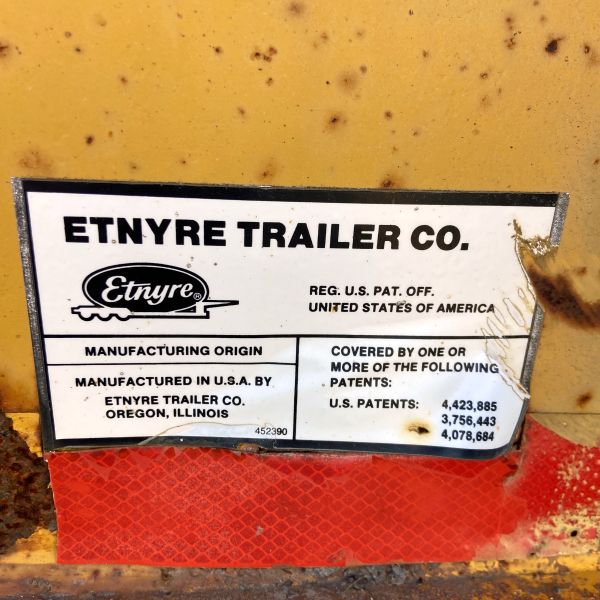 ETNYRE TRAILER CO.
Etnyre®
REG. U.S. PAT. OFF.
UNITED STATES OF AMERICA
MANUFACTURING ORIGIN
MANUFACTURED IN U.S.A. BY
ETNYRE TRAILER CO.
OREGON, ILLINOIS
452390
COVERED BY ONE OR
MORE OF THE FOLLOWING
PATENTS:
U.S. PATENTS: 4,423,885
3,756,443
4,078,684